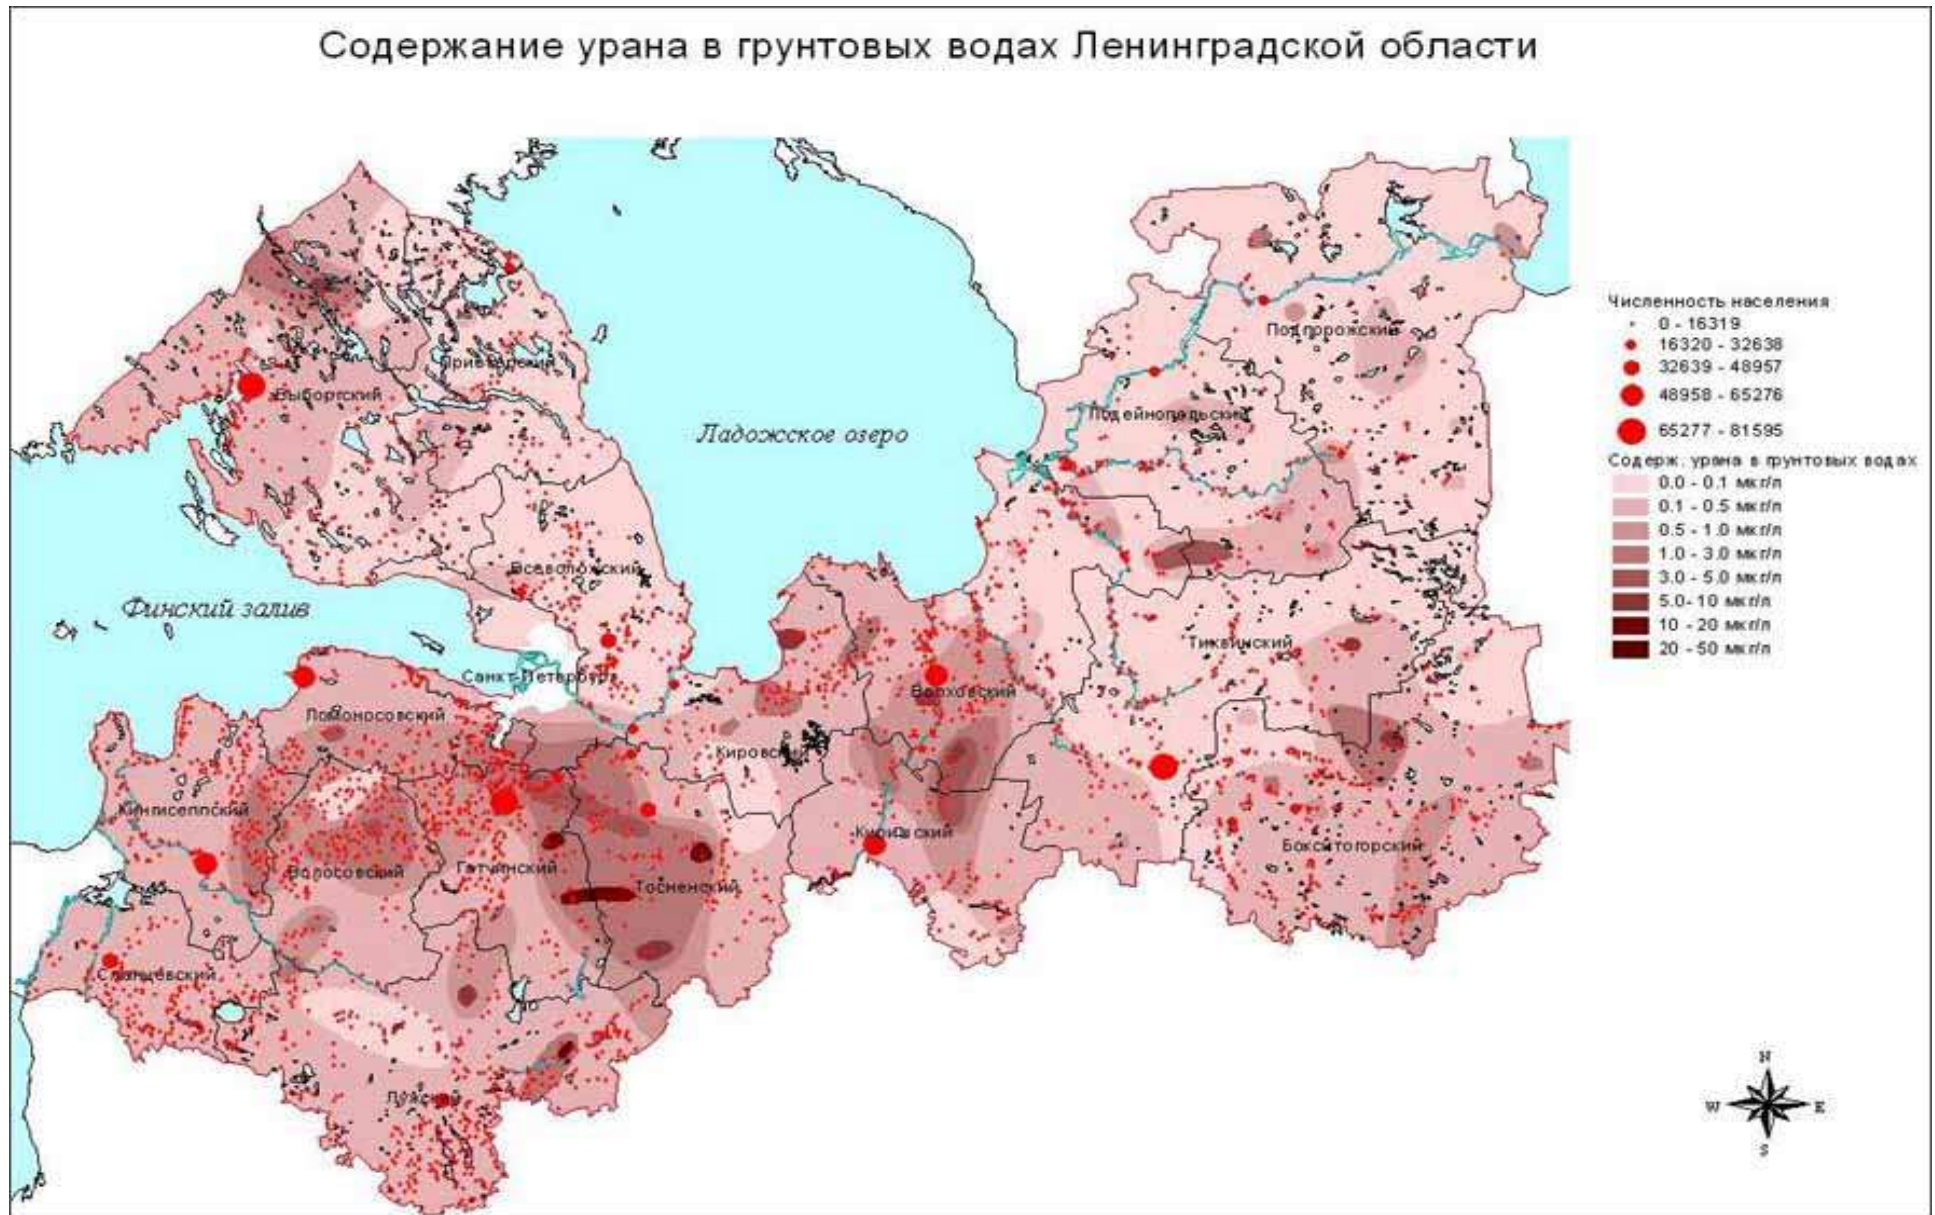 Содержание урана в грунтовых водах Ленинградской области
Численность населения
0 - 16319
16320 - 32638
32639 - 48957
48958 - 65276
65277 - 81595
Содерж. урана в грунтовых водах
0.0 - 0.1 мкг/л
0.1 - 0.5 мкг/л
0.5 - 1.0 мкг/л
1.0 - 3.0 мкг/л
3.0 - 5.0 мкг/л
5.0 - 10 мкг/л
10 - 20 мкг/л
20 - 50 мкг/л
Подпорожский
Приозерский
Выборгский
Лодейнопольский
Ладожское озеро
Всеволожский
Финский залив
Тихвинский
Санкт-Петербург
Волховский
Ломоносовский
Кировский
Кингисеппский
Киришский
Бокситогорский
Волосовский
Гатчинский
Тосненский
Сланцевский
Лужский
N
W
E
S